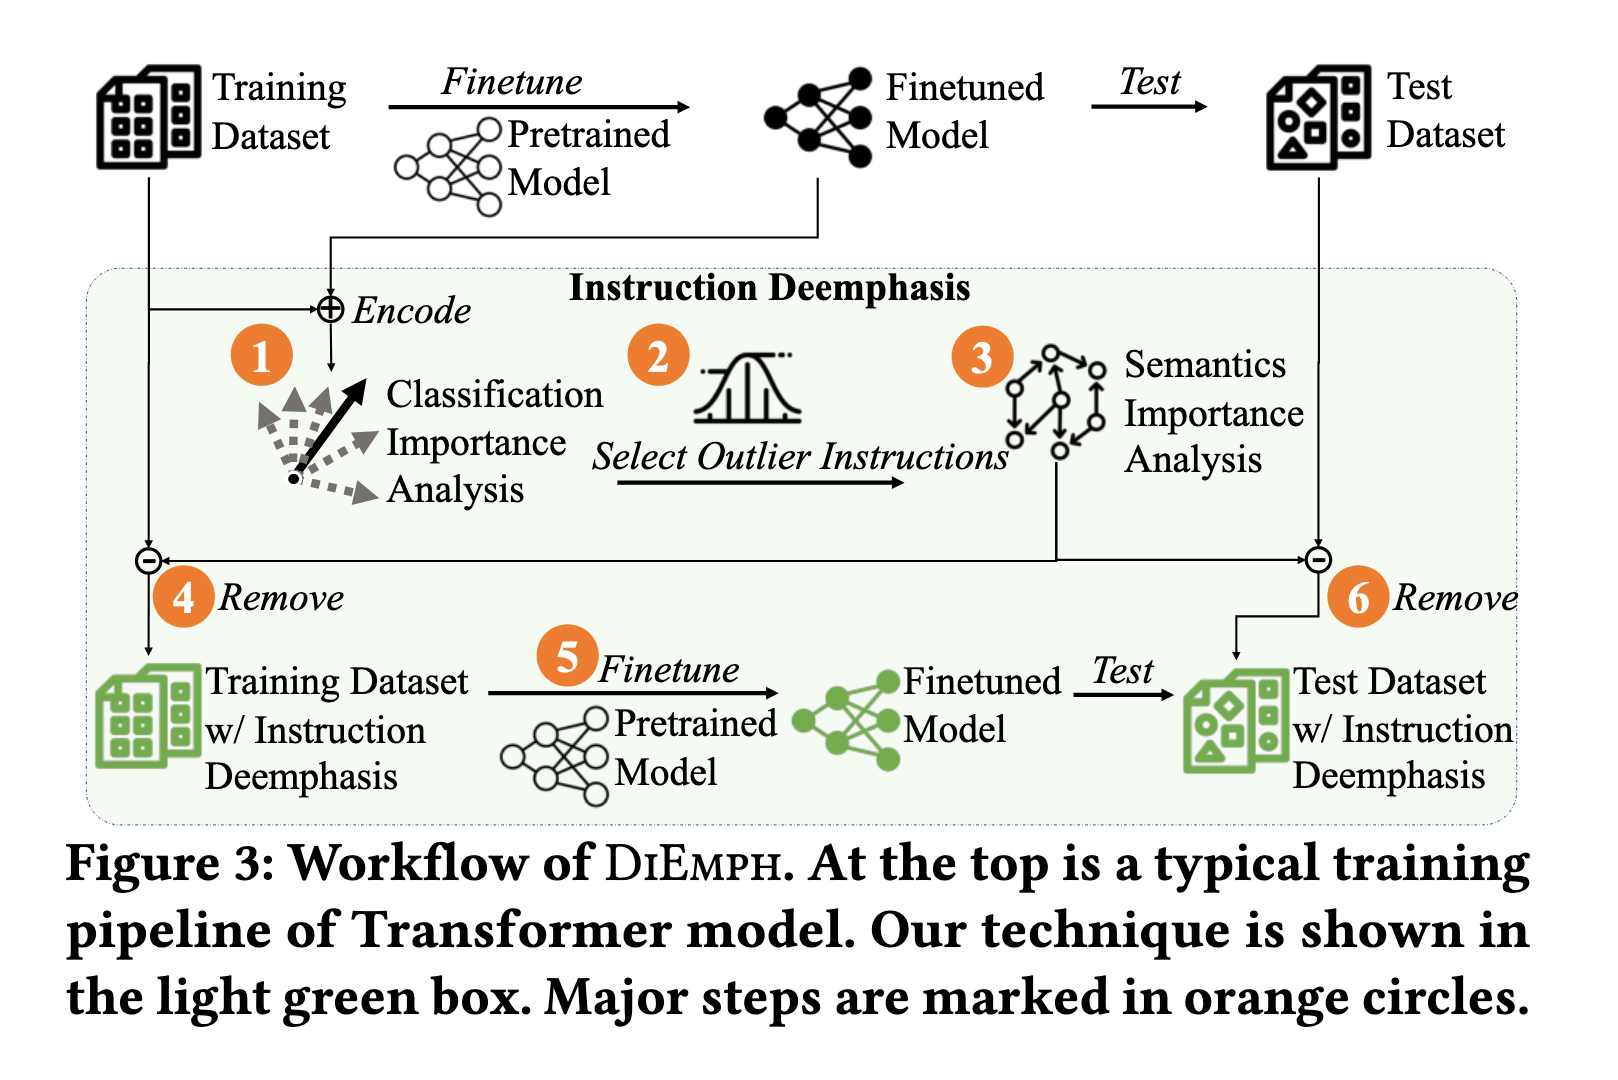 Training
Dataset
Finetune
Pretrained
Model
Finetuned
Model
Test
Test
Dataset
Instruction Deemphasis
Encode
1
Classification
Importance
Analysis
2
Select Outlier Instructions
3
Semantics
Importance
Analysis
4 Remove
6 Remove
Training Dataset
w/ Instruction
Deemphasis
5 Finetune
Pretrained
Model
Finetuned
Model
Test
Test Dataset
w/ Instruction
Deemphasis
Figure 3: Workflow of DIEMPH. At the top is a typical training
pipeline of Transformer model. Our technique is shown in
the light green box. Major steps are marked in orange circles.